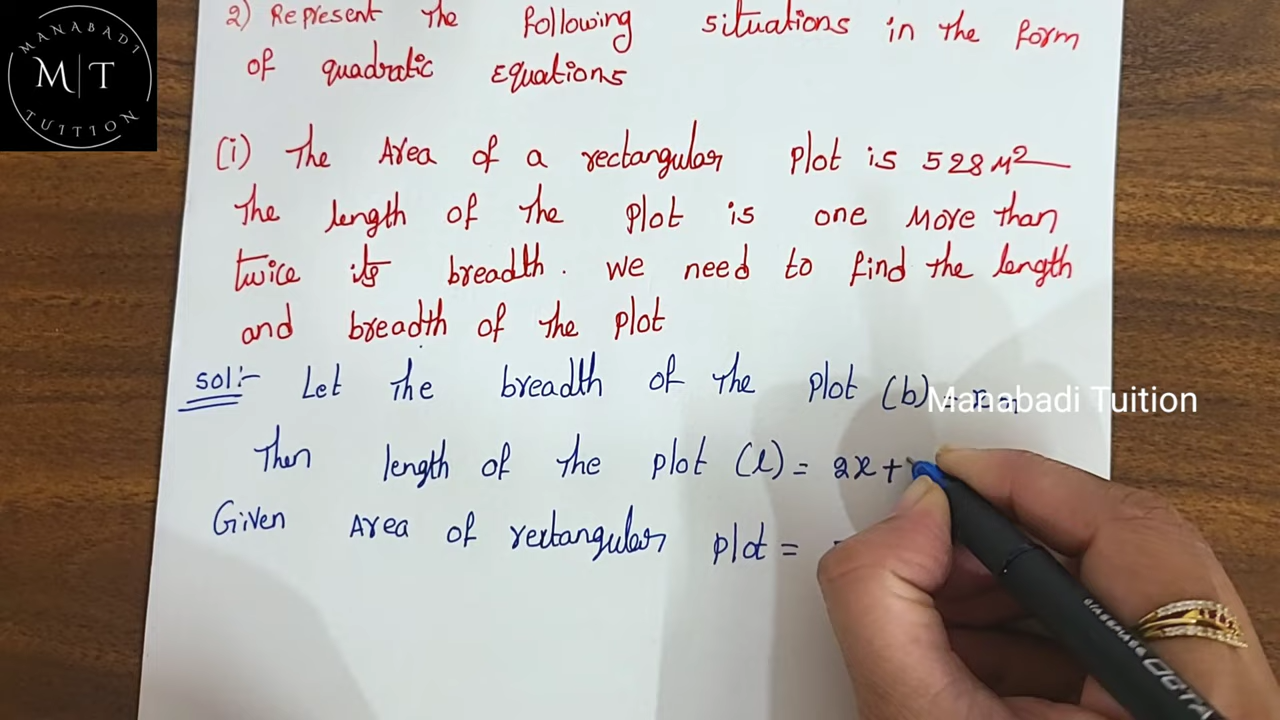 MANABADI
M|T
TUITION
2) Represent the following situations in the form
of quadratic Equations
(i) The Area of a rectangular plot is 528 M²
The length of the plot is one More than
twice its breadth. we need to find the length
and breadth of the plot
Sol:- Let the breadth of the plot (b)
Manabadi Tuition
Then length of the plot (l) = 2x+
Given Area of rectangular plot =